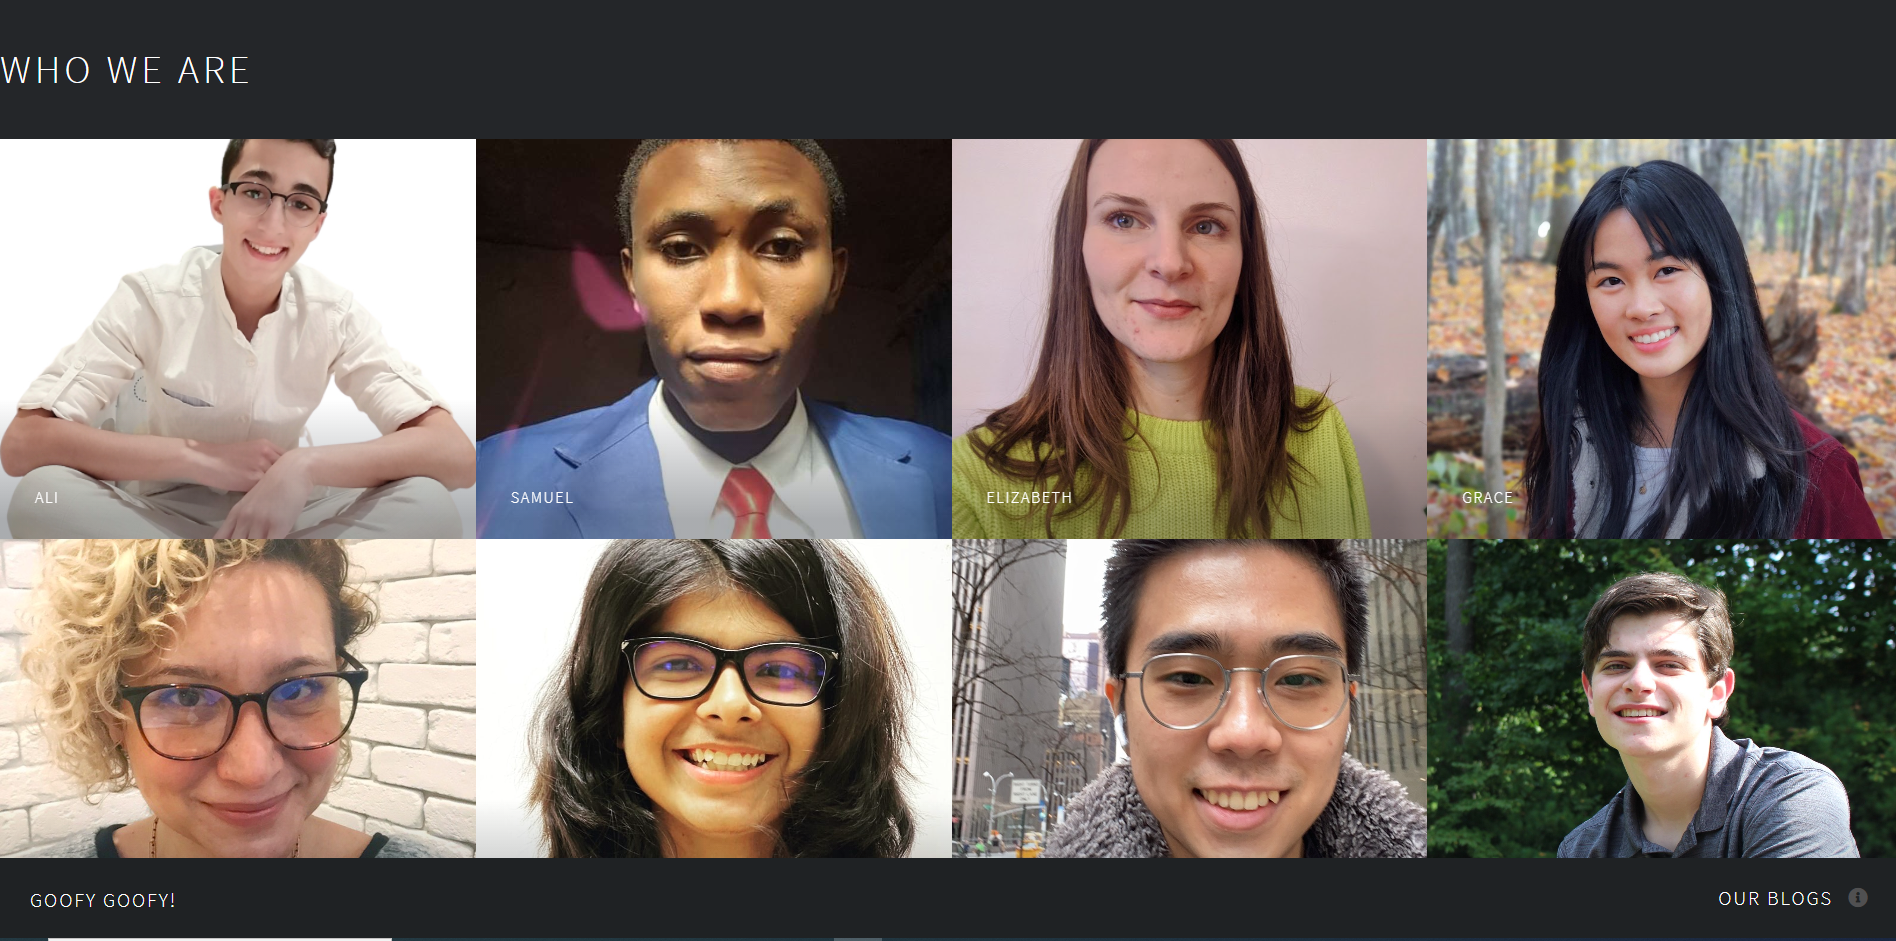 WHO WE ARE
ALI
SAMUEL
ELIZABETH
GRACE
GOOFY GOOFY!
OUR BLOGS